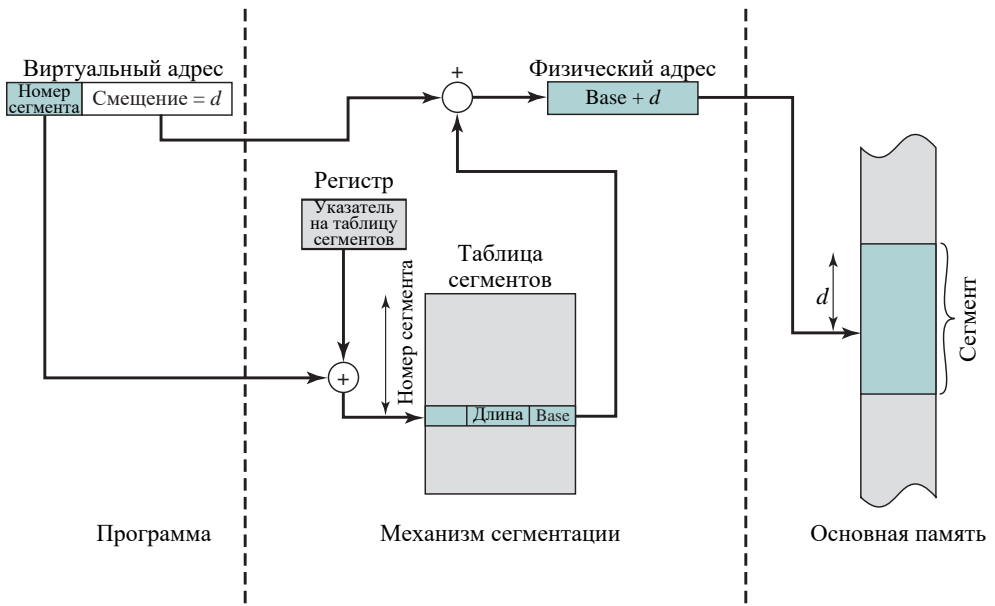 Виртуальный адрес
Номер
сегмента
Смещение = d
+
Физический адрес
Base + d
Регистр
Указатель
на таблицу
сегментов
Таблица
сегментов
Номер сегмента
+
Длина
Base
d
Сегмент
Программа
Механизм сегментации
Основная память